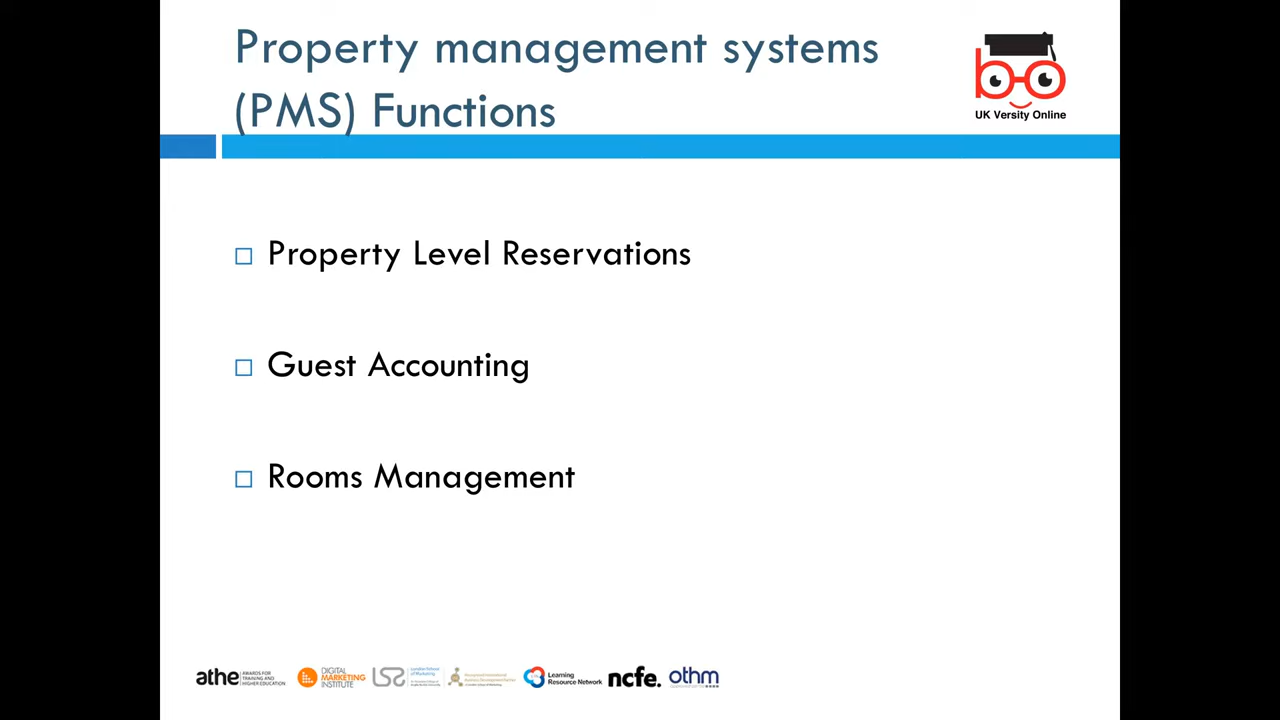 Property management systems
(PMS) Functions
UK Versity Online
Property Level Reservations
Guest Accounting
Rooms Management
athe AWARDS FOR
TRAINING AND
HIGHER EDUCATION
DIGITAL
MARKETING
INSTITUTE
LSM
London School
of Marketing
Learning
Resource Network
ncfe.
othm